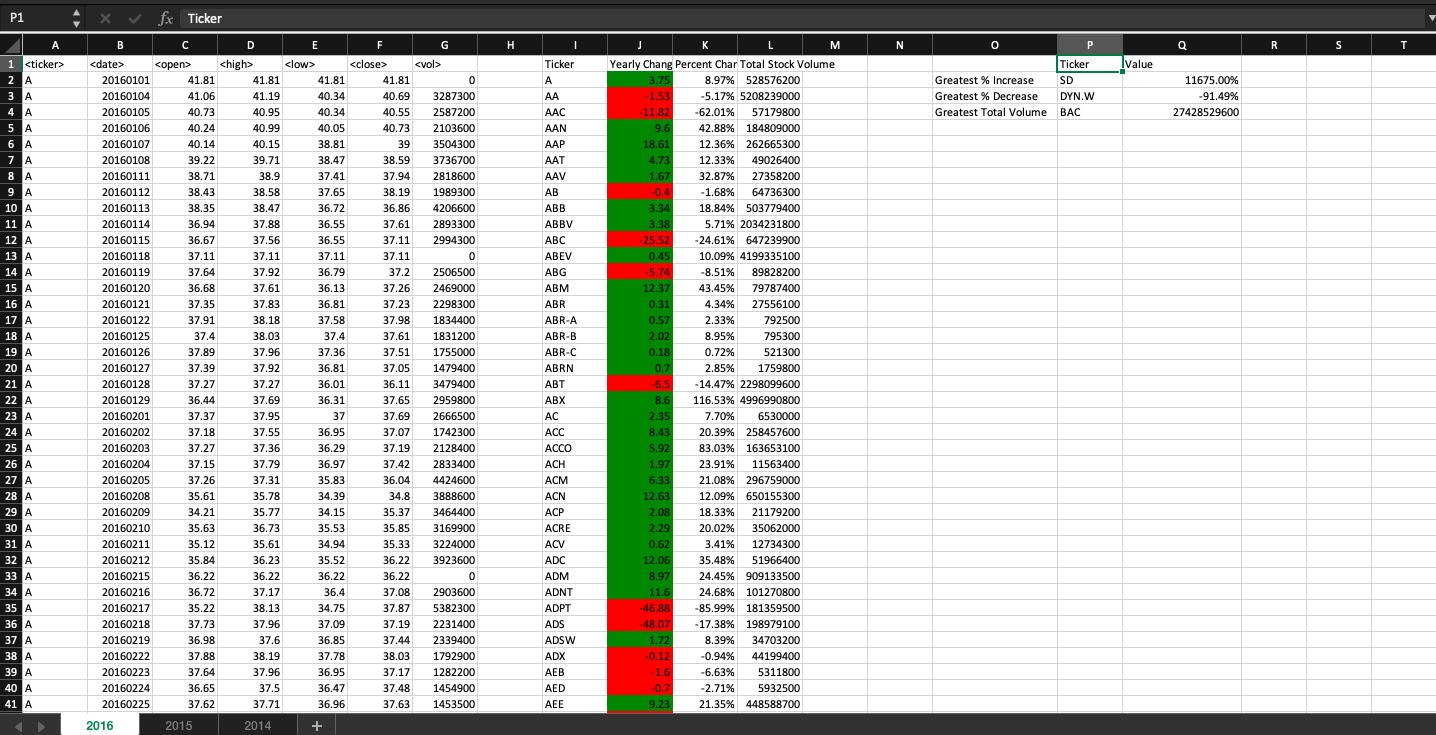 P1 fx Ticker
A B C D E F G H I J K L M N O P Q R S T
1 <ticker> <date> <open> <high> <low> <close> <vol> Ticker Yearly Chang Percent Char Total Stock Volume Ticker Value
2 A 20160101 41.81 41.81 41.81 41.81 0 A 3.75 8.97% 528576200 Greatest % Increase SD 11675.00%
3 A 20160104 41.06 41.19 40.34 40.69 3287300 AA -1.53 -5.17% 5208239000 Greatest % Decrease DYN.W -91.49%
4 A 20160105 40.73 40.95 40.34 40.55 2587200 AAC -11.82 -62.01% 57179800 Greatest Total Volume BAC 27428529600
5 A 20160106 40.24 40.99 40.05 40.73 2103600 AAN 9.6 42.88% 184809000
6 A 20160107 40.14 40.15 38.81 39 3504300 AAP 18.61 12.36% 262665300
7 A 20160108 39.22 39.71 38.47 38.59 3736700 AAT 4.73 12.33% 49026400
8 A 20160111 38.71 38.9 37.41 37.94 2818600 AAV 1.67 32.87% 27358200
9 A 20160112 38.43 38.58 37.65 38.19 1989300 AB -0.4 -1.68% 64736300
10 A 20160113 38.35 38.47 36.72 36.86 4206600 ABB 3.34 18.84% 503779400
11 A 20160114 36.94 37.88 36.55 37.61 2893300 ABBV 3.38 5.71% 2034231800
12 A 20160115 36.67 37.56 36.55 37.11 2994300 ABC -25.52 -24.61% 647239900
13 A 20160118 37.11 37.11 37.11 37.11 0 ABEV 0.45 10.09% 4199335100
14 A 20160119 37.64 37.92 36.79 37.2 2506500 ABG -5.74 -8.51% 89828200
15 A 20160120 36.68 37.61 36.13 37.26 2469000 ABM 12.37 43.45% 79787400
16 A 20160121 37.35 37.83 36.81 37.23 2298300 ABR 0.31 4.34% 27556100
17 A 20160122 37.91 38.18 37.58 37.98 1834400 ABR-A 0.57 2.33% 792500
18 A 20160125 37.4 38.03 37.4 37.61 1831200 ABR-B 2.02 8.95% 795300
19 A 20160126 37.89 37.96 37.36 37.51 1755000 ABR-C 0.18 0.72% 521300
20 A 20160127 37.39 37.92 36.81 37.05 1479400 ABRN 0.7 2.85% 1759800
21 A 20160128 37.27 37.27 36.01 36.11 3479400 ABT -6.5 -14.47% 2298099600
22 A 20160129 36.44 37.69 36.31 37.65 2959800 ABX 8.6 116.53% 4996990800
23 A 20160201 37.37 37.95 37 37.69 2666500 AC 2.35 7.70% 6530000
24 A 20160202 37.18 37.55 36.95 37.07 1742300 ACC 8.43 20.39% 258457600
25 A 20160203 37.27 37.36 36.29 37.19 2128400 ACCO 5.92 83.03% 163653100
26 A 20160204 37.15 37.79 36.97 37.42 2833400 ACH 1.97 23.91% 11563400
27 A 20160205 37.26 37.31 35.83 36.04 4424600 ACM 6.33 21.08% 296759000
28 A 20160208 35.61 35.78 34.39 34.8 3888600 ACN 12.63 12.09% 650155300
29 A 20160209 34.21 35.77 34.15 35.37 3464400 ACP 2.08 18.33% 21179200
30 A 20160210 35.63 36.73 35.53 35.85 3169900 ACRE 2.29 20.02% 35062000
31 A 20160211 35.12 35.61 34.94 35.33 3224000 ACV 0.62 3.41% 12734300
32 A 20160212 35.84 36.23 35.52 36.22 3923600 ADC 12.06 35.48% 51966400
33 A 20160215 36.22 36.22 36.22 36.22 0 ADM 8.97 24.45% 909133500
34 A 20160216 36.72 37.17 36.4 37.08 2903600 ADNT 11.6 24.68% 101270800
35 A 20160217 35.22 38.13 34.75 37.87 5382300 ADPT -46.88 -85.99% 181359500
36 A 20160218 37.73 37.96 37.09 37.19 2231400 ADS -48.07 -17.38% 198979100
37 A 20160219 36.98 37.6 36.85 37.44 2339400 ADSW 1.72 8.39% 34703200
38 A 20160222 37.88 38.19 37.78 38.03 1792900 ADX -0.12 -0.94% 44199400
39 A 20160223 37.64 37.96 36.95 37.17 1282200 AEB -1.6 -6.63% 5311800
40 A 20160224 36.65 37.5 36.47 37.48 1454900 AED -0.7 -2.71% 5932500
41 A 20160225 37.62 37.71 36.96 37.63 1453500 AEE 9.23 21.35% 448588700
2016 2015 2014 +